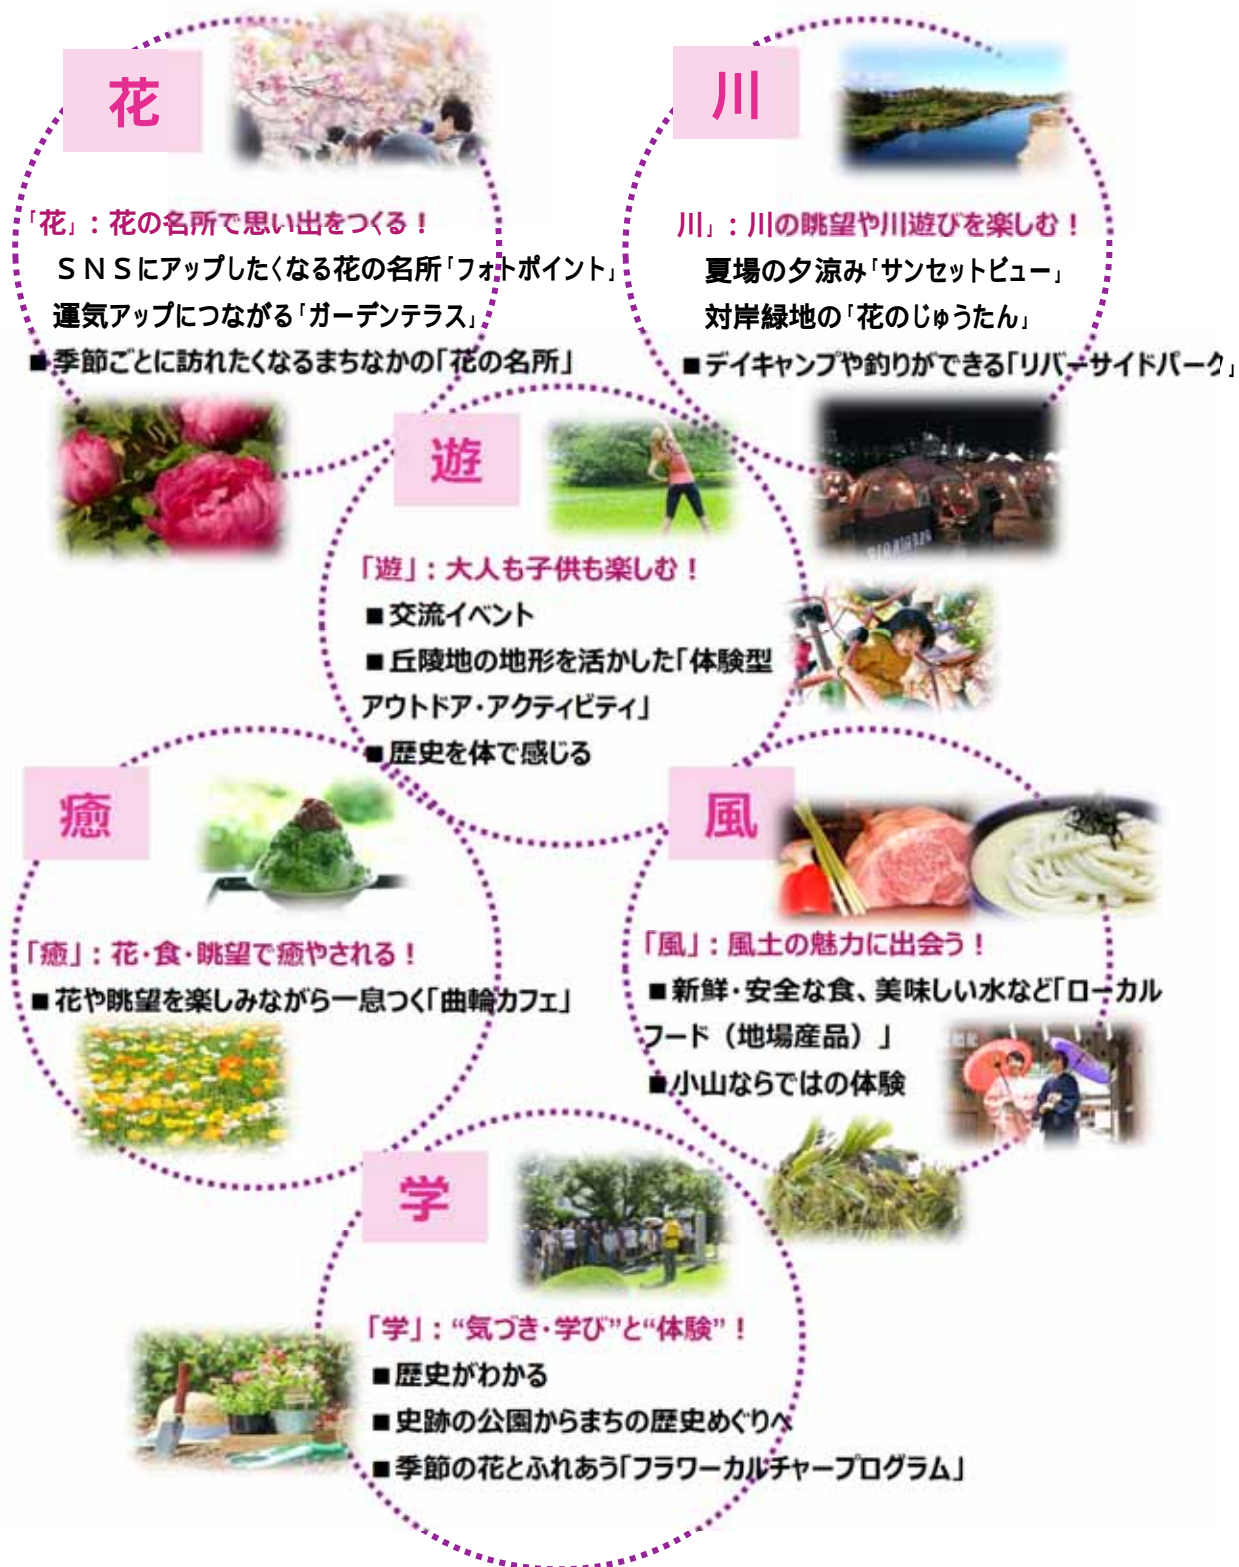 花
「花」：花の名所で思い出をつくる！
ＳＮＳにアップしたくなる花の名所「フォトポイント」
運気アップにつながる「ガーデンテラス」
■季節ごとに訪れたくなるまちなかの「花の名所」
川
川」：川の眺望や川遊びを楽しむ！
夏場の夕涼み「サンセットビュー」
対岸緑地の「花のじゅうたん」
■デイキャンプや釣りができる「リバーサイドパーク」
遊
「遊」：大人も子供も楽しむ！
■交流イベント
■丘陵地の地形を活かした「体験型
アウトドア・アクティビティ」
■歴史を体で感じる
癒
「癒」：花・食・眺望で癒やされる！
■花や眺望を楽しみながら一息つく「曲輪カフェ」
風
「風」：風土の魅力に出会う！
■新鮮・安全な食、美味しい水など「ローカル
フード（地場産品）」
■小山ならではの体験
学
「学」：“気づき・学び”と“体験”！
■歴史がわかる
■史跡の公園からまちの歴史めぐりへ
■季節の花とふれあう「フラワーカルチャープログラム」